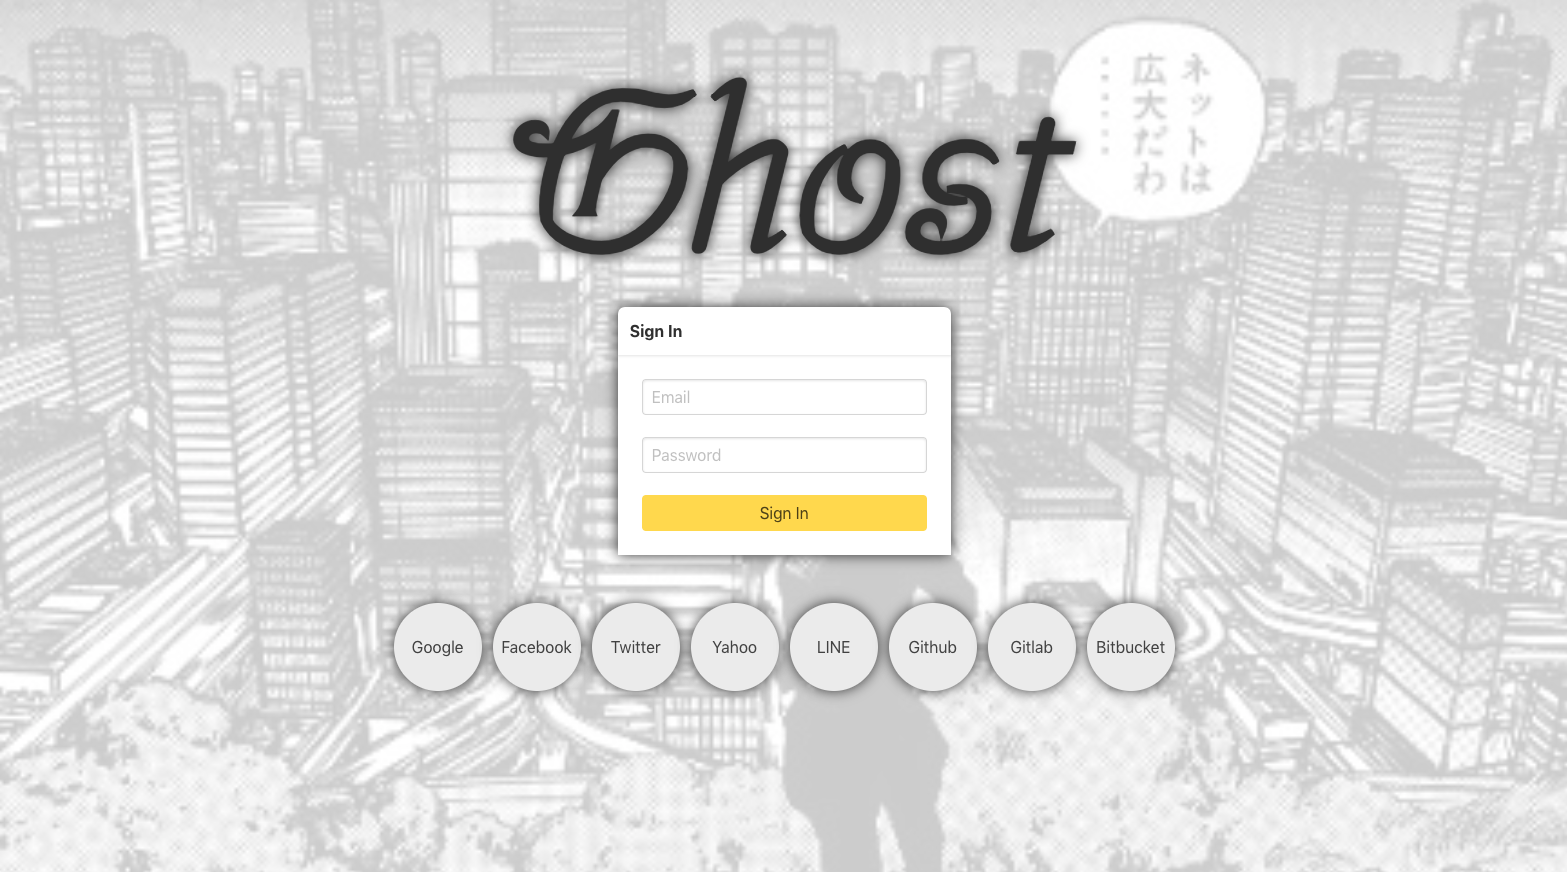 Ghost
ネットは
広大だわ
……
Sign In
Email
Password
Sign In
Google
Facebook
Twitter
Yahoo
LINE
Github
Gitlab
Bitbucket